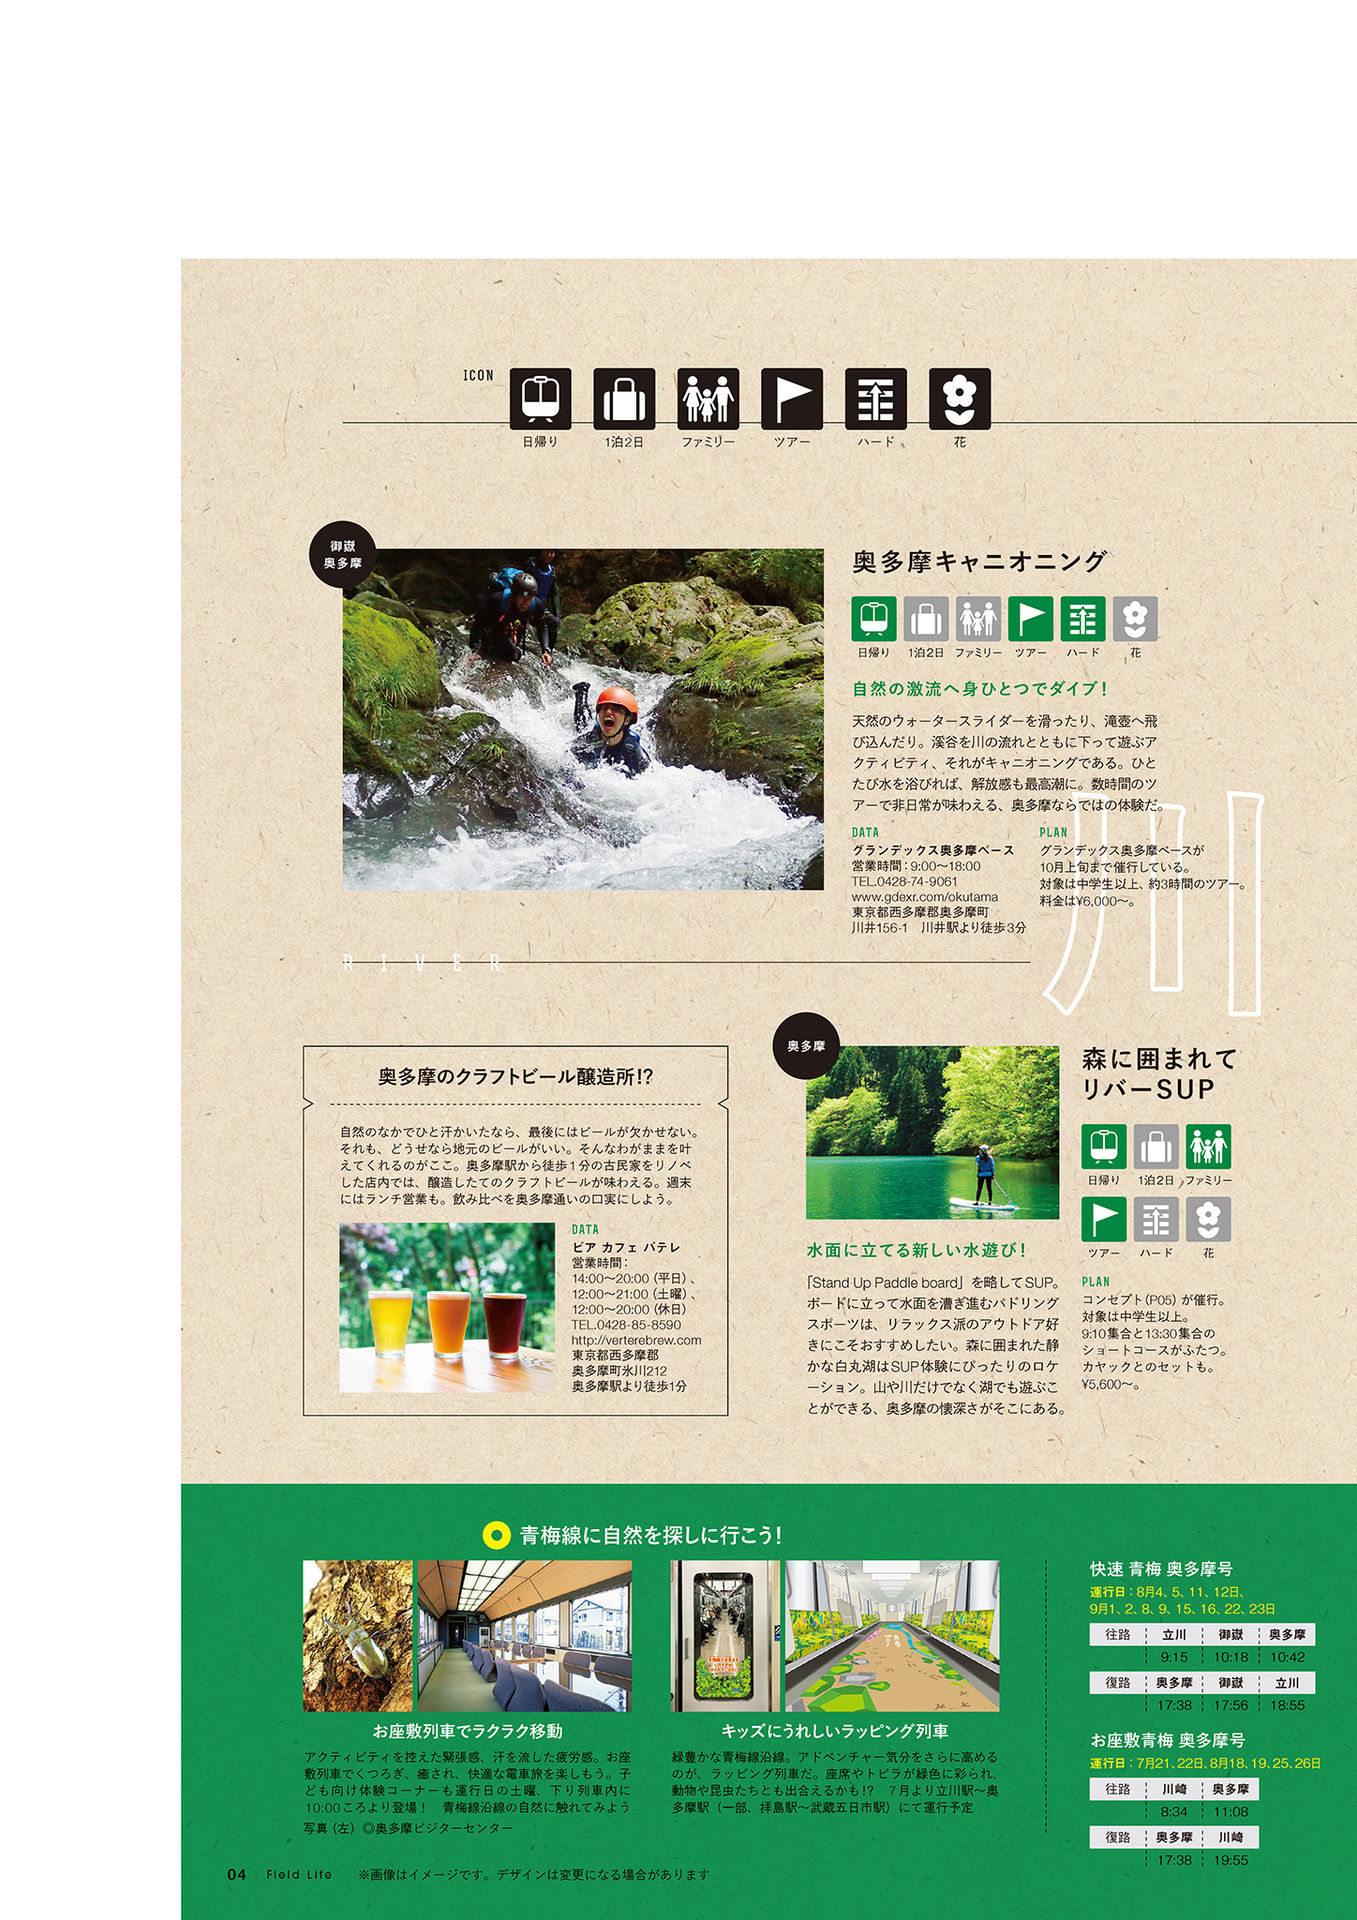 ICON
日帰り 1泊2日 ファミリー ツアー ハード 花
御嶽
奥多摩
奥多摩キャニオニング
日帰り 1泊2日 ファミリー ツアー ハード 花
自然の激流へ身ひとつでダイブ！
天然のウォータースライダーを滑ったり、滝壺へ飛
び込んだり。渓谷を川の流れとともに下って遊ぶア
クティビティ、それがキャニオニングである。ひと
たび水を浴びれば、解放感も最高潮に。数時間のツ
アーで非日常が味わえる、奥多摩ならではの体験だ。
DATA
グランデックス奥多摩ベース
営業時間：9:00〜18:00
TEL.0428-74-9061
www.gdexr.com/okutama
東京都西多摩郡奥多摩町
川井156-1　川井駅より徒歩3分
PLAN
グランデックス奥多摩ベースが
10月上旬まで催行している。
対象は中学生以上、約3時間のツアー。
料金は¥6,000〜。
川
RIVER
奥多摩のクラフトビール醸造所!?
自然のなかでひと汗かいたなら、最後にはビールが欠かせない。
それも、どうせなら地元のビールがいい。そんなわがままを叶
えてくれるのがここ。奥多摩駅から徒歩1分の古民家をリノベ
した店内では、醸造したてのクラフトビールが味わえる。週末
にはランチ営業も。飲み比べを奥多摩通いの口実にしよう。
DATA
ビア カフェ バテレ
営業時間：
14:00〜20:00（平日）、
12:00〜21:00（土曜）、
12:00〜20:00（休日）
TEL.0428-85-8590
http://verterebrew.com
東京都西多摩郡
奥多摩町氷川212
奥多摩駅より徒歩1分
奥多摩
森に囲まれて
リバーSUP
日帰り 1泊2日 ファミリー
ツアー ハード 花
水面に立てる新しい水遊び！
「Stand Up Paddle board」を略してSUP。
ボードに立って水面を漕ぎ進むパドリング
スポーツは、リラックス派のアウトドア好
きにこそおすすめしたい。森に囲まれた静
かな白丸湖はSUP体験にぴったりのロケ
ーション。山や川だけでなく湖でも遊ぶこ
とができる、奥多摩の懐深さがそこにある。
PLAN
コンセプト（P05）が催行。
対象は中学生以上。
9:10集合と13:30集合の
ショートコースがふたつ。
カヤックとのセットも。
¥5,600〜。
青梅線に自然を探しに行こう！
お座敷列車でラクラク移動
アクティビティを控えた緊張感、汗を流した疲労感。お座
敷列車でくつろぎ、癒され、快適な電車旅を楽しもう。子
ども向け体験コーナーも運行日の土曜、下り列車内に
10:00ころより登場！　青梅線沿線の自然に触れてみよう
写真（左）◎奥多摩ビジターセンター
キッズにうれしいラッピング列車
緑豊かな青梅線沿線。アドベンチャー気分をさらに高める
のが、ラッピング列車だ。座席やトビラが緑色に彩られ、
動物や昆虫たちとも出合えるかも!?　7月より立川駅〜奥
多摩駅（一部、拝島駅〜武蔵五日市駅）にて運行予定
快速 青梅 奥多摩号
運行日：8月4、5、11、12日、
9月1、2、8、9、15、16、22、23日
往路 立川 御嶽 奥多摩
9:15 10:18 10:42
復路 奥多摩 御嶽 立川
17:38 17:56 18:55
お座敷青梅 奥多摩号
運行日：7月21、22日、8月18、19、25、26日
往路 川崎 奥多摩
8:34 11:08
復路 奥多摩 川崎
17:38 19:55
04 Field Life ※画像はイメージです。デザインは変更になる場合があります